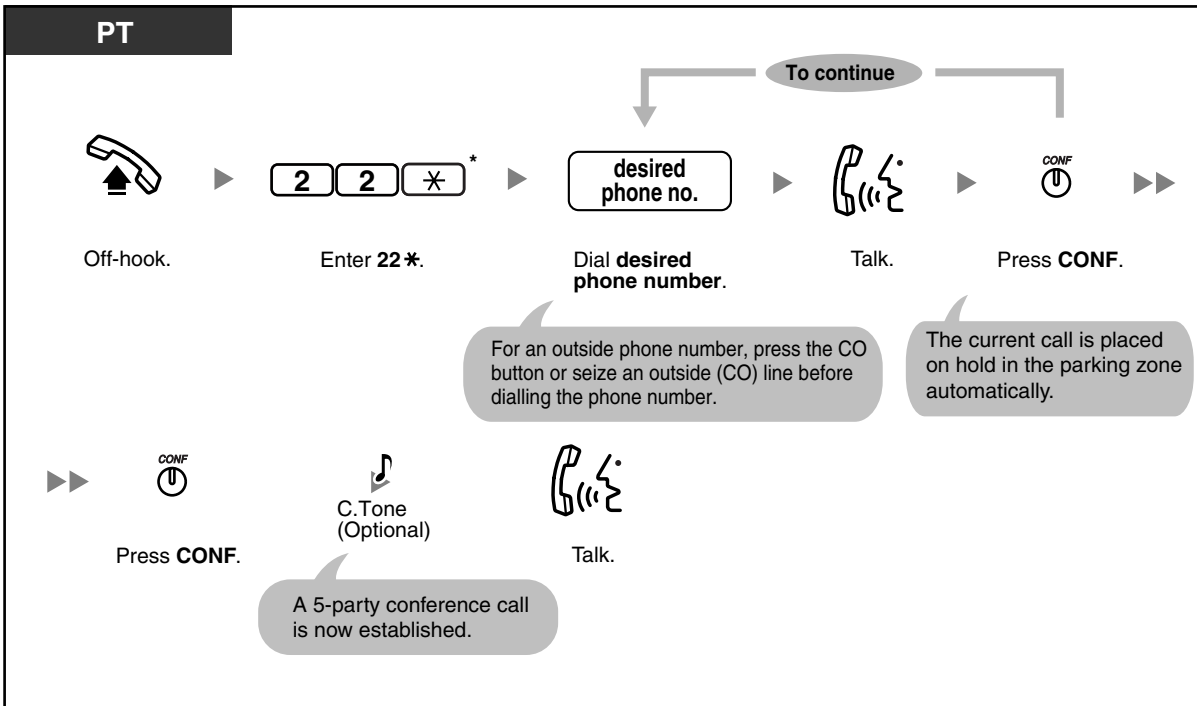 PT
To continue
2 2 ✳ *
desired
phone no.
CONF
Off-hook.
Enter 22✳.
Dial desired
phone number.
Talk.
Press CONF.
For an outside phone number, press the CO
button or seize an outside (CO) line before
dialling the phone number.
The current call is placed
on hold in the parking zone
automatically.
CONF
C.Tone
(Optional)
Press CONF.
Talk.
A 5-party conference call
is now established.